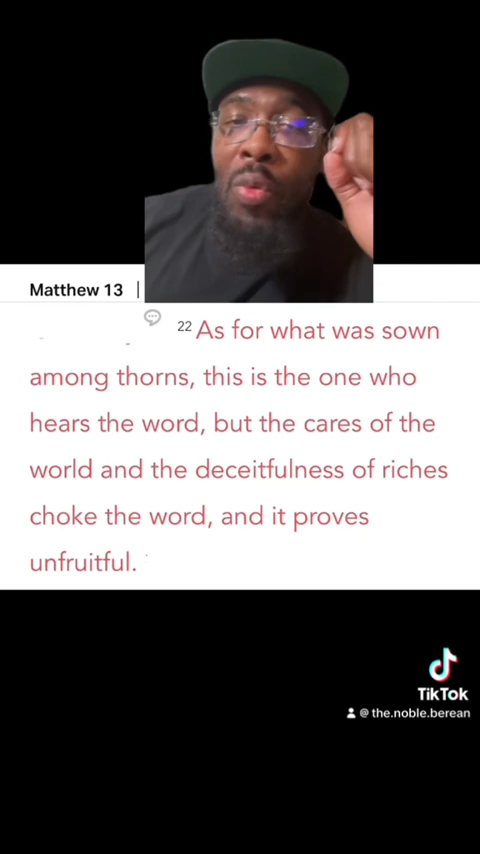 Matthew 13 |
22 As for what was sown
among thorns, this is the one who
hears the word, but the cares of the
world and the deceitfulness of riches
choke the word, and it proves
unfruitful.
TikTok
@ the.noble.berean